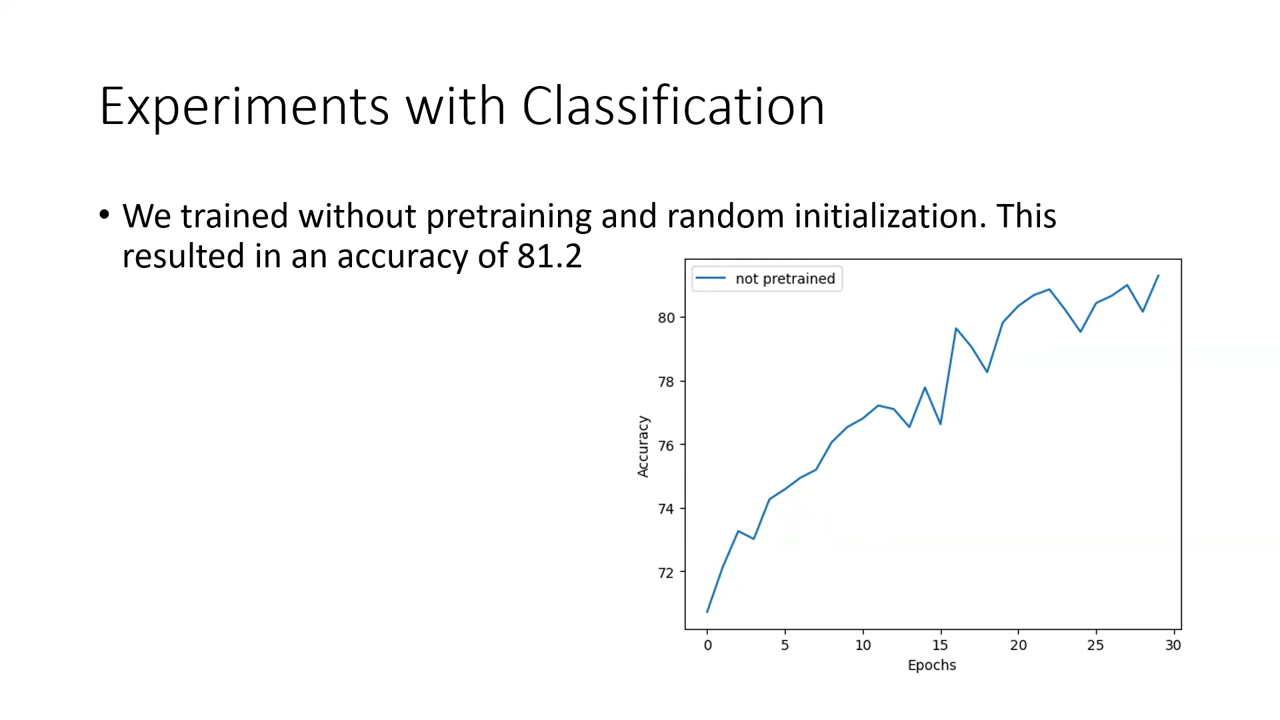 Experiments with Classification
• We trained without pretraining and random initialization. This
resulted in an accuracy of 81.2
not pretrained
80
78
76
74
72
Accuracy
0 5 10 15 20 25 30
Epochs